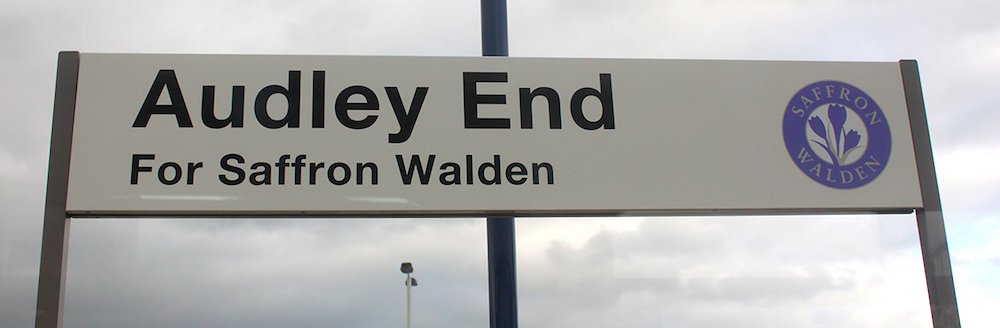 Audley End
For Saffron Walden
SAFFRON
WALDEN